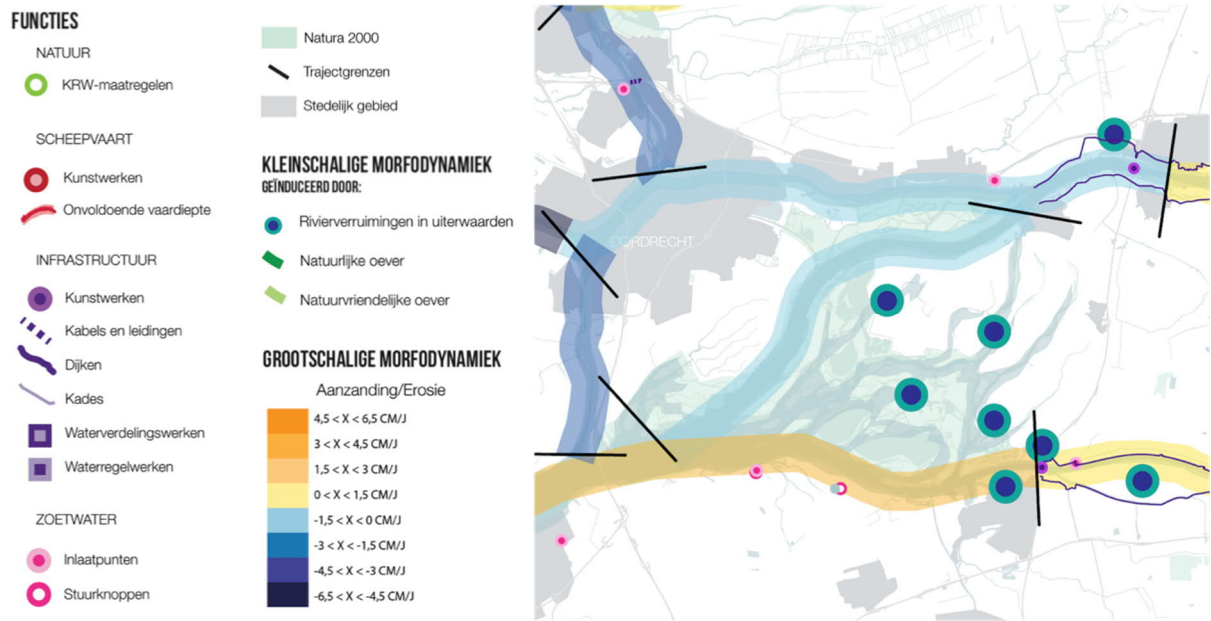 FUNCTIES
NATUUR
KRW-maatregelen
SCHEEPVAART
Kunstwerken
Onvoldoende vaardiepte
INFRASTRUCTUUR
Kunstwerken
Kabels en leidingen
Dijken
Kades
Waterverdelingswerken
Waterregelwerken
ZOETWATER
Inlaatpunten
Stuurknoppen
Natura 2000
Trajectgrenzen
Stedelijk gebied
KLEINSCHALIGE MORFODYNAMIEK
GEÏNDUCEERD DOOR:
Rivierverruimingen in uiterwaarden
Natuurlijke oever
Natuurvriendelijke oever
GROOTSCHALIGE MORFODYNAMIEK
Aanzanding/Erosie
4,5 < X < 6,5 CM/J
3 < X < 4,5 CM/J
1,5 < X < 3 CM/J
0 < X < 1,5 CM/J
-1,5 < X < 0 CM/J
-3 < X < -1,5 CM/J
-4,5 < X < -3 CM/J
-6,5 < X < -4,5 CM/J
DORDRECHT